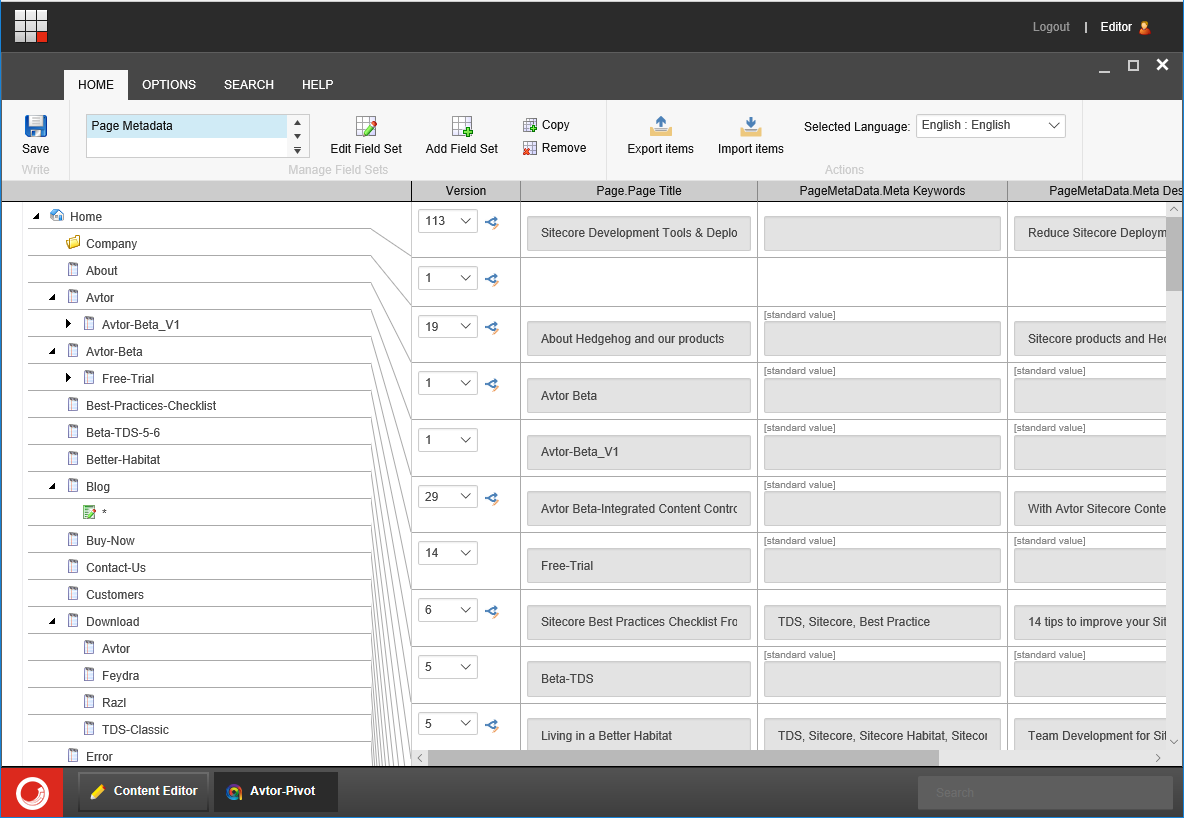 Logout | Editor
HOME OPTIONS SEARCH HELP
Page Metadata
Save
Write
Edit Field Set
Add Field Set
Copy
Remove
Manage Field Sets
Export items
Import items
Selected Language: English : English
Actions
Version Page.Page Title PageMetaData.Meta Keywords PageMetaData.Meta Des
Home
Company
About
Avtor
Avtor-Beta_V1
Avtor-Beta
Free-Trial
Best-Practices-Checklist
Beta-TDS-5-6
Better-Habitat
Blog
*
Buy-Now
Contact-Us
Customers
Download
Avtor
Feydra
Razl
TDS-Classic
Error
113 Sitecore Development Tools & Deplo Reduce Sitecore Deploym
1
[standard value]
19 About Hedgehog and our products Sitecore products and Hed
[standard value] [standard value]
1 Avtor Beta
[standard value] [standard value]
1 Avtor-Beta_V1
[standard value]
29 Avtor Beta-Integrated Content Contro With Avtor Sitecore Conte
[standard value] [standard value]
14 Free-Trial
6 Sitecore Best Practices Checklist Fro TDS, Sitecore, Best Practice 14 tips to improve your Sit
[standard value] [standard value]
5 Beta-TDS
5 Living in a Better Habitat TDS, Sitecore, Sitecore Habitat, Sitecor Team Development for Sit
Content Editor Avtor-Pivot Search